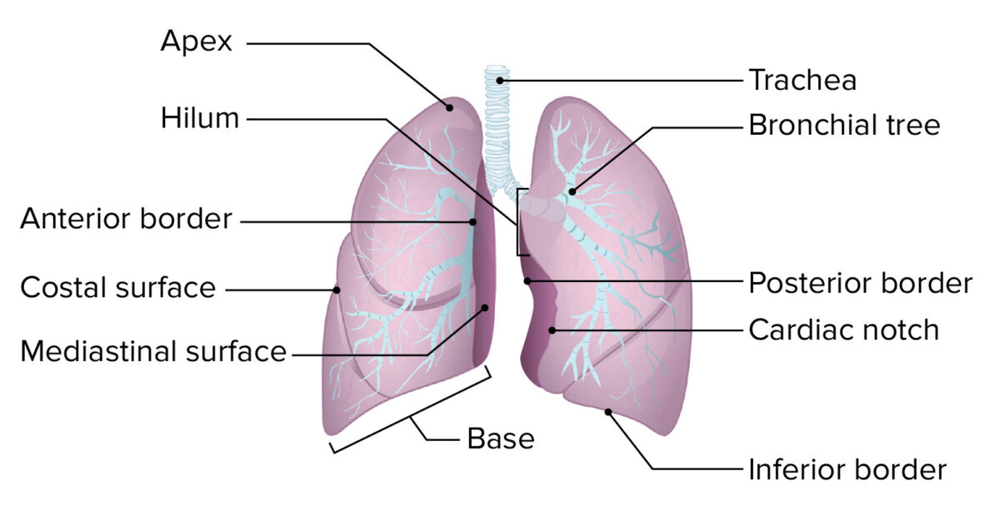 Apex
Hilum
Anterior border
Costal surface
Mediastinal surface
Base
Trachea
Bronchial tree
Posterior border
Cardiac notch
Inferior border